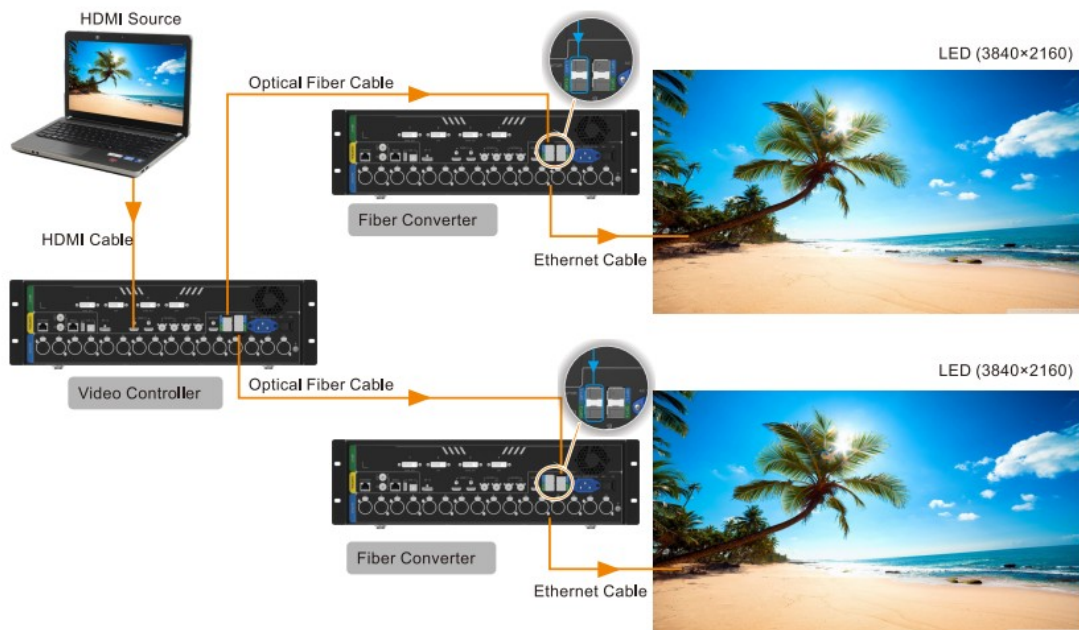 HDMI Source
Optical Fiber Cable
LED (3840×2160)
Fiber Converter
HDMI Cable
Ethernet Cable
Video Controller
Optical Fiber Cable
LED (3840×2160)
Fiber Converter
Ethernet Cable